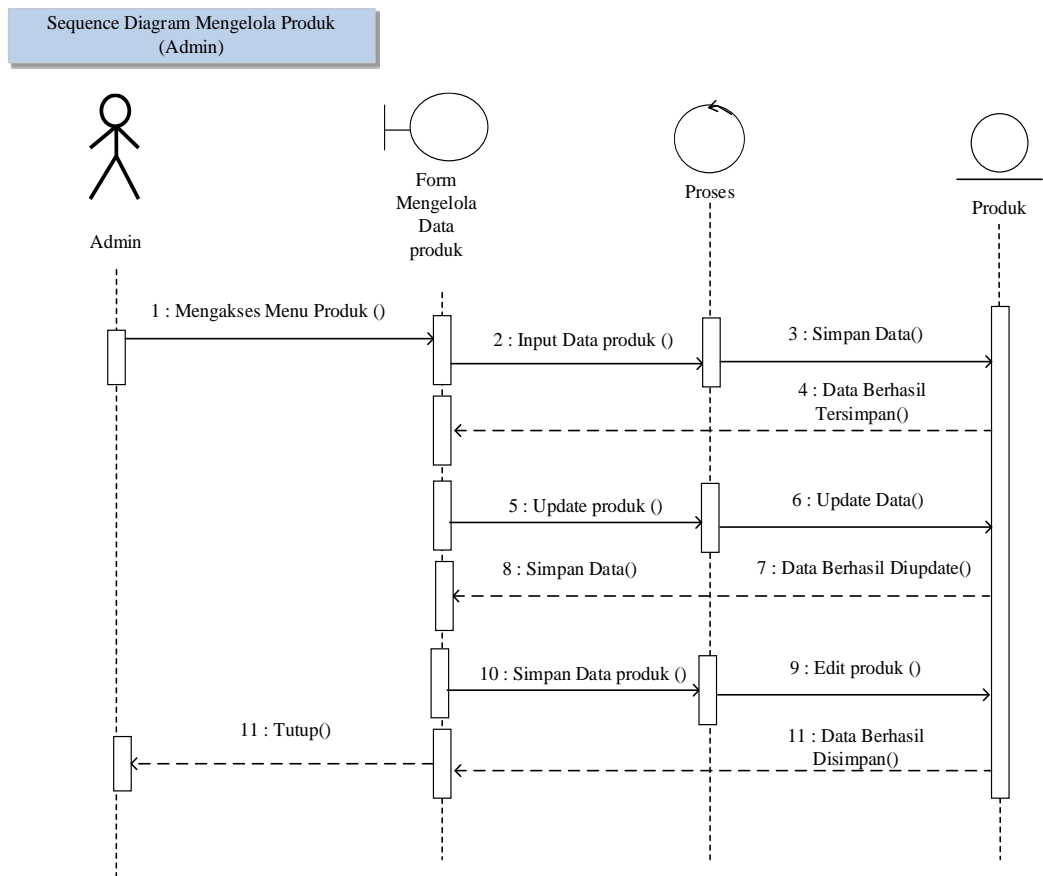 Sequence Diagram Mengelola Produk
(Admin)
Admin
Form
Mengelola
Data
produk
Proses
Produk
1 : Mengakses Menu Produk ()
2 : Input Data produk ()
3 : Simpan Data()
4 : Data Berhasil
Tersimpan()
5 : Update produk ()
6 : Update Data()
8 : Simpan Data()
7 : Data Berhasil Diupdate()
10 : Simpan Data produk ()
9 : Edit produk ()
11 : Tutup()
11 : Data Berhasil
Disimpan()